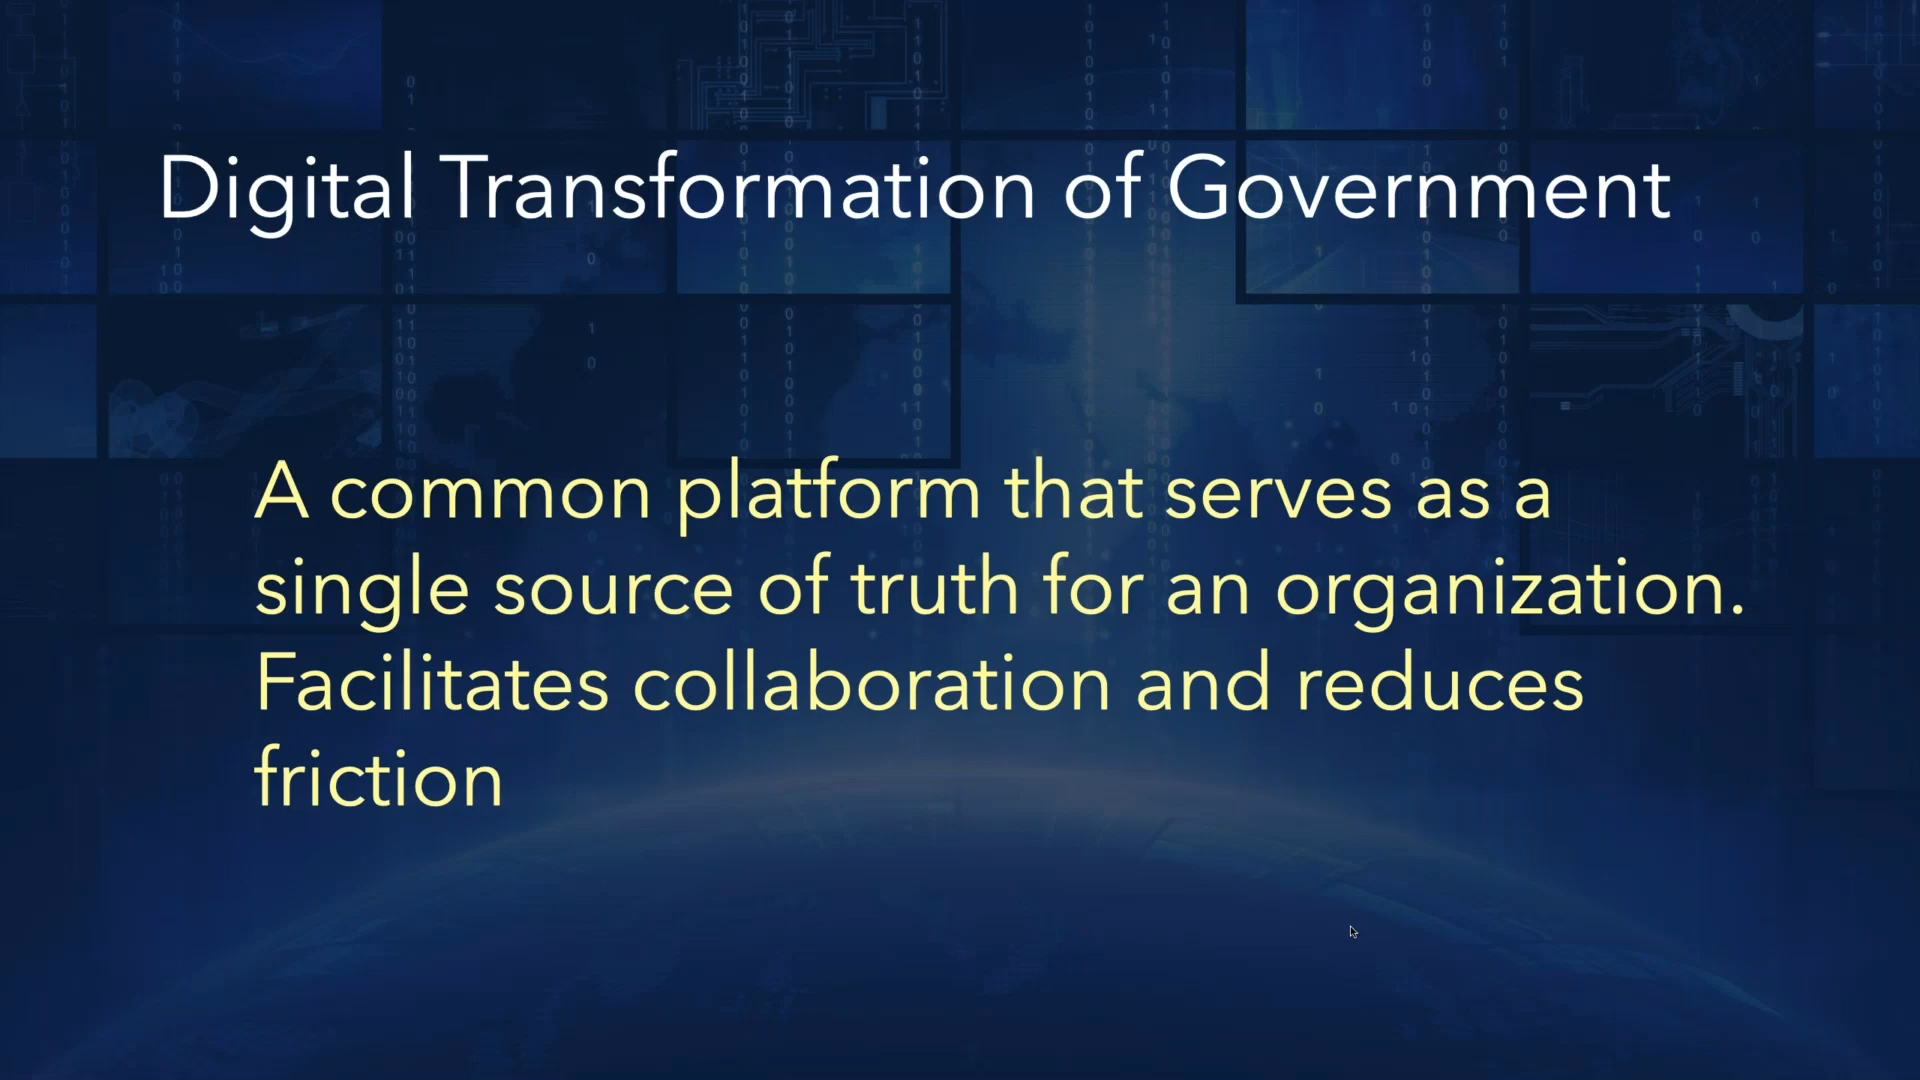 Digital Transformation of Government
A common platform that serves as a
single source of truth for an organization.
Facilitates collaboration and reduces
friction